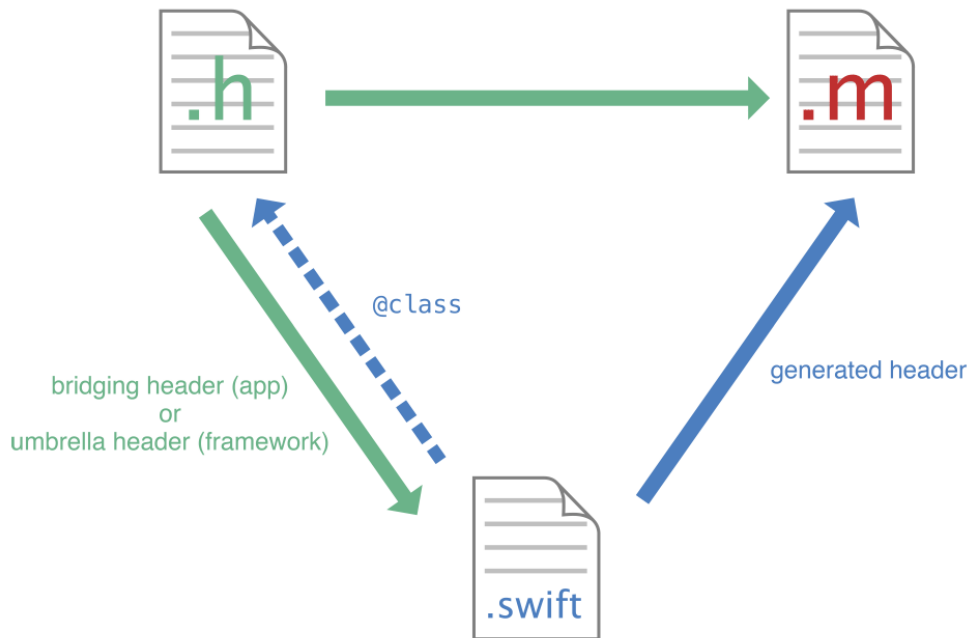 .h
.m
@class
generated header
bridging header (app)
or
umbrella header (framework)
.swift